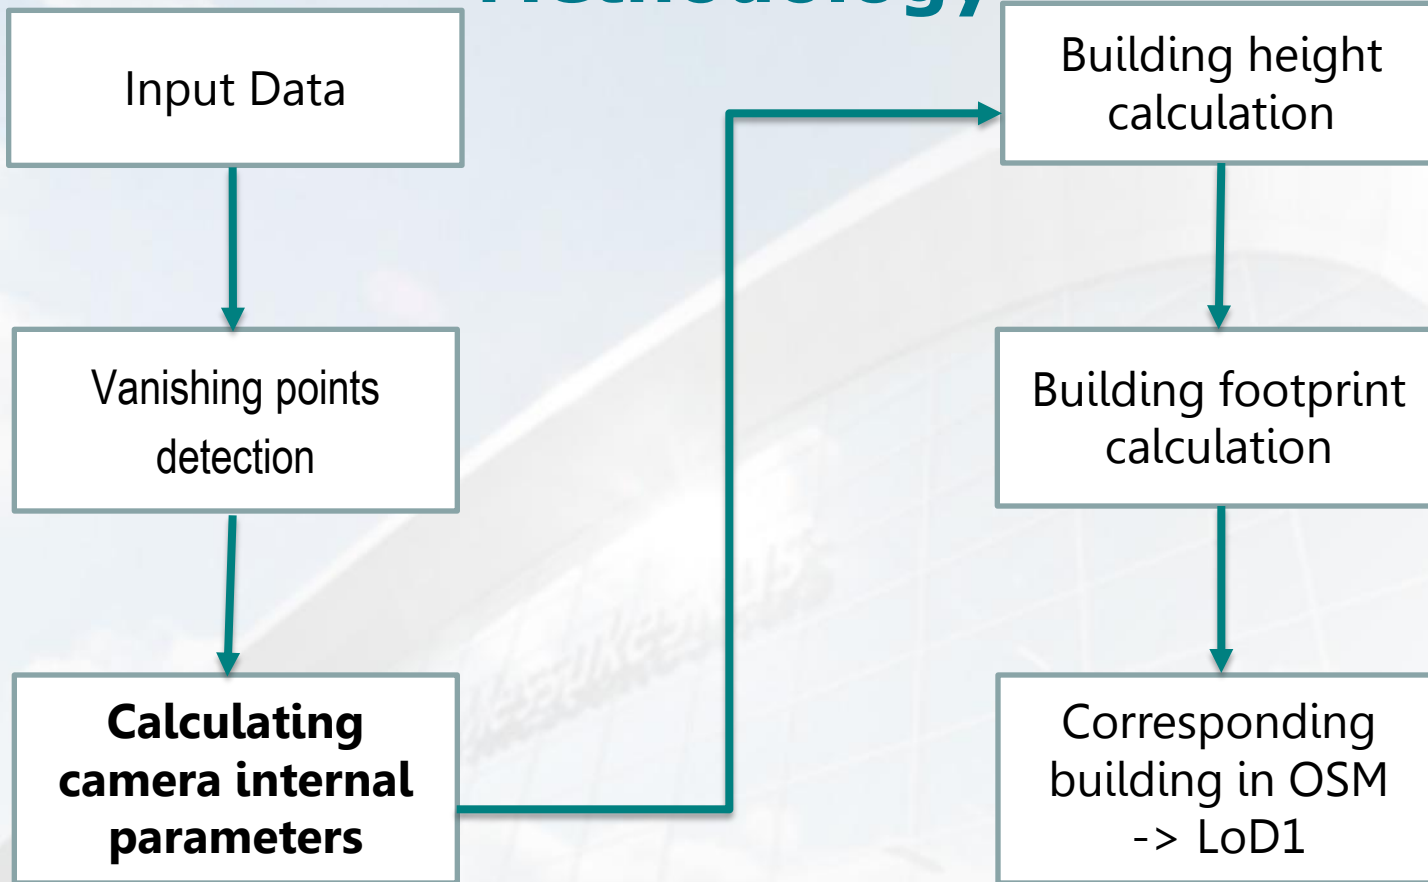 Methodology
Input Data
Vanishing points
detection
Calculating
camera internal
parameters
Building height
calculation
Building footprint
calculation
Corresponding
building in OSM
-> LoD1